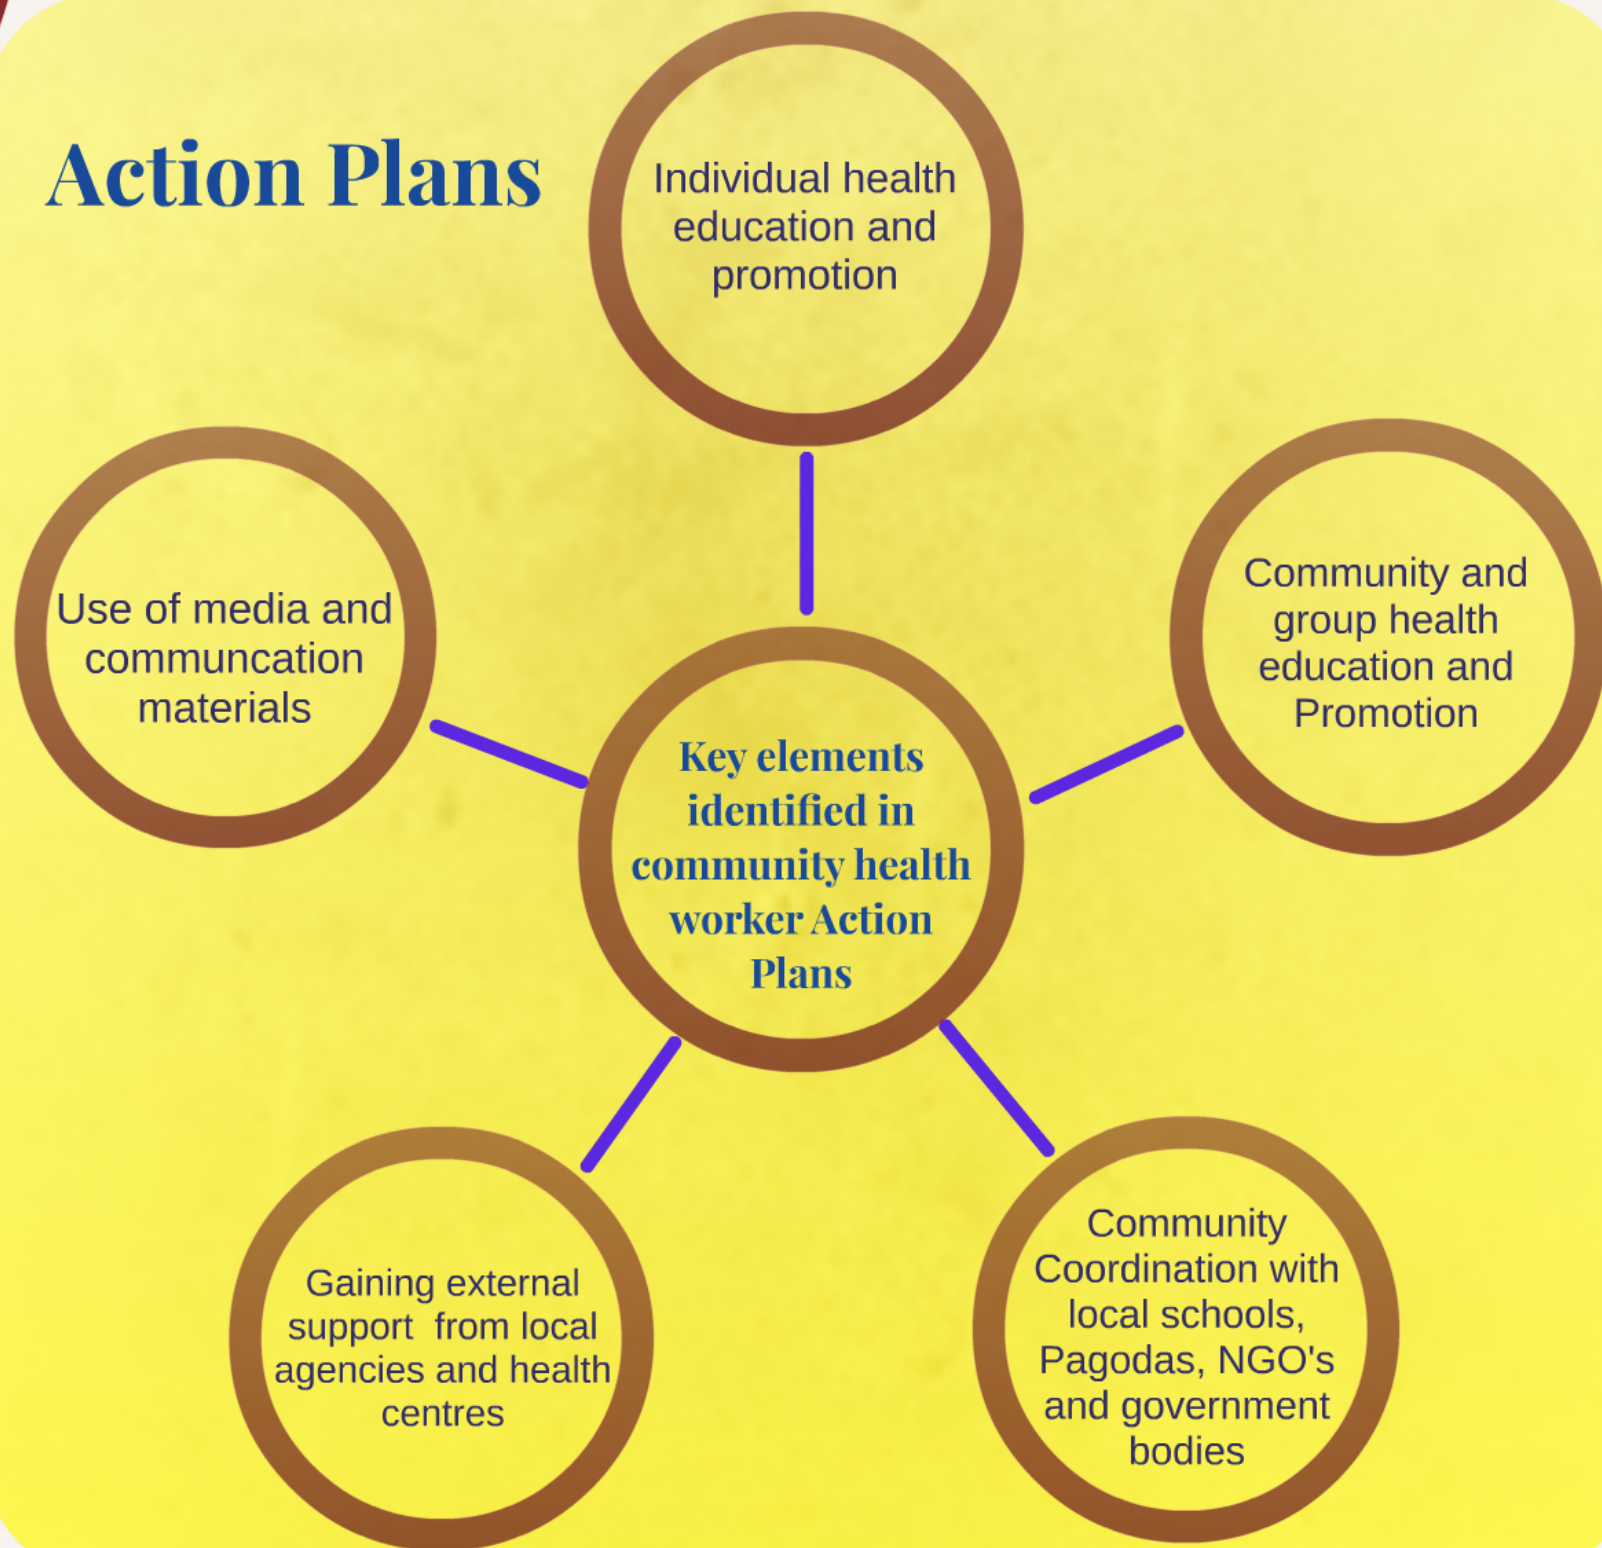 Action Plans
Individual health
education and
promotion
Use of media and
communcation
materials
Community and
group health
education and
Promotion
Key elements
identified in
community health
worker Action
Plans
Gaining external
support  from local
agencies and health
centres
Community
Coordination with
local schools,
Pagodas, NGO's
and government
bodies